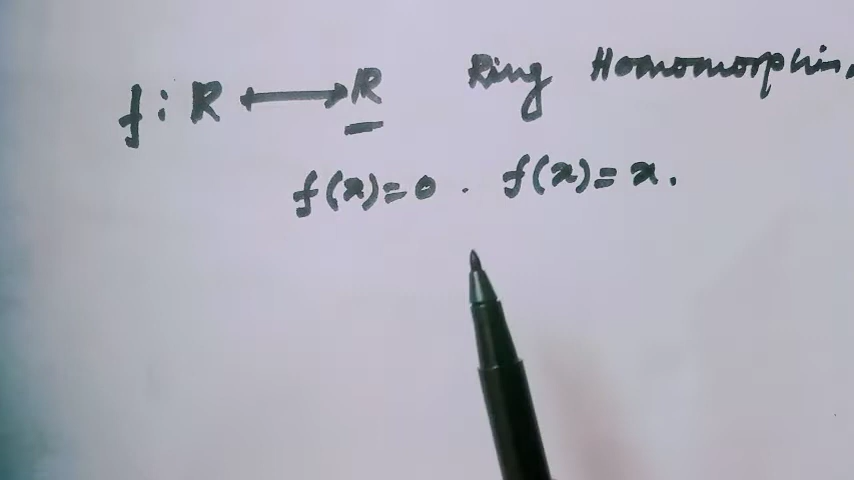 f : ℝ ⟷ ℝ Ring Homomorphism
f(x)=0 . f(x)=x.